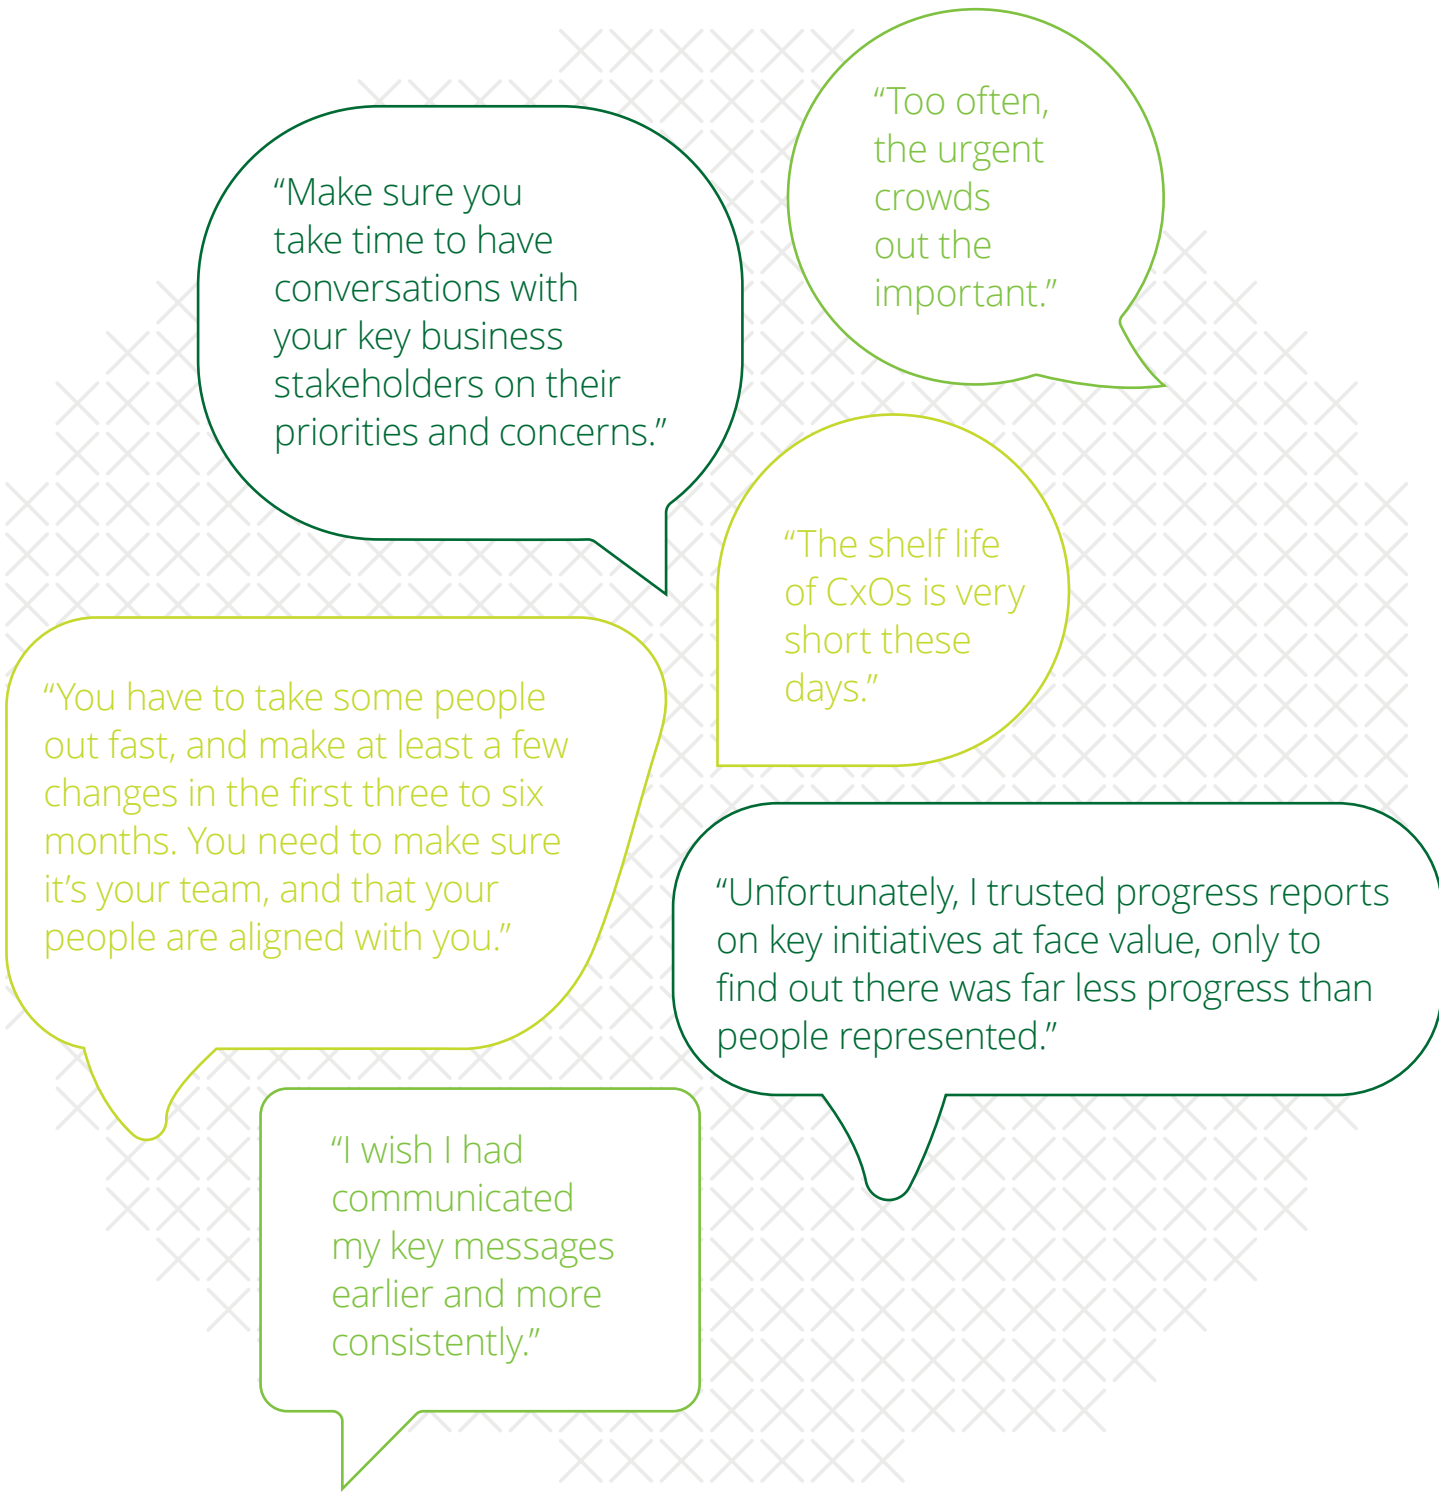 “Too often,
the urgent
crowds
out the
important.”
“Make sure you
take time to have
conversations with
your key business
stakeholders on their
priorities and concerns.”
“The shelf life
of CxOs is very
short these
days.”
“You have to take some people
out fast, and make at least a few
changes in the first three to six
months. You need to make sure
it’s your team, and that your
people are aligned with you.”
“Unfortunately, I trusted progress reports
on key initiatives at face value, only to
find out there was far less progress than
people represented.”
“I wish I had
communicated
my key messages
earlier and more
consistently.”